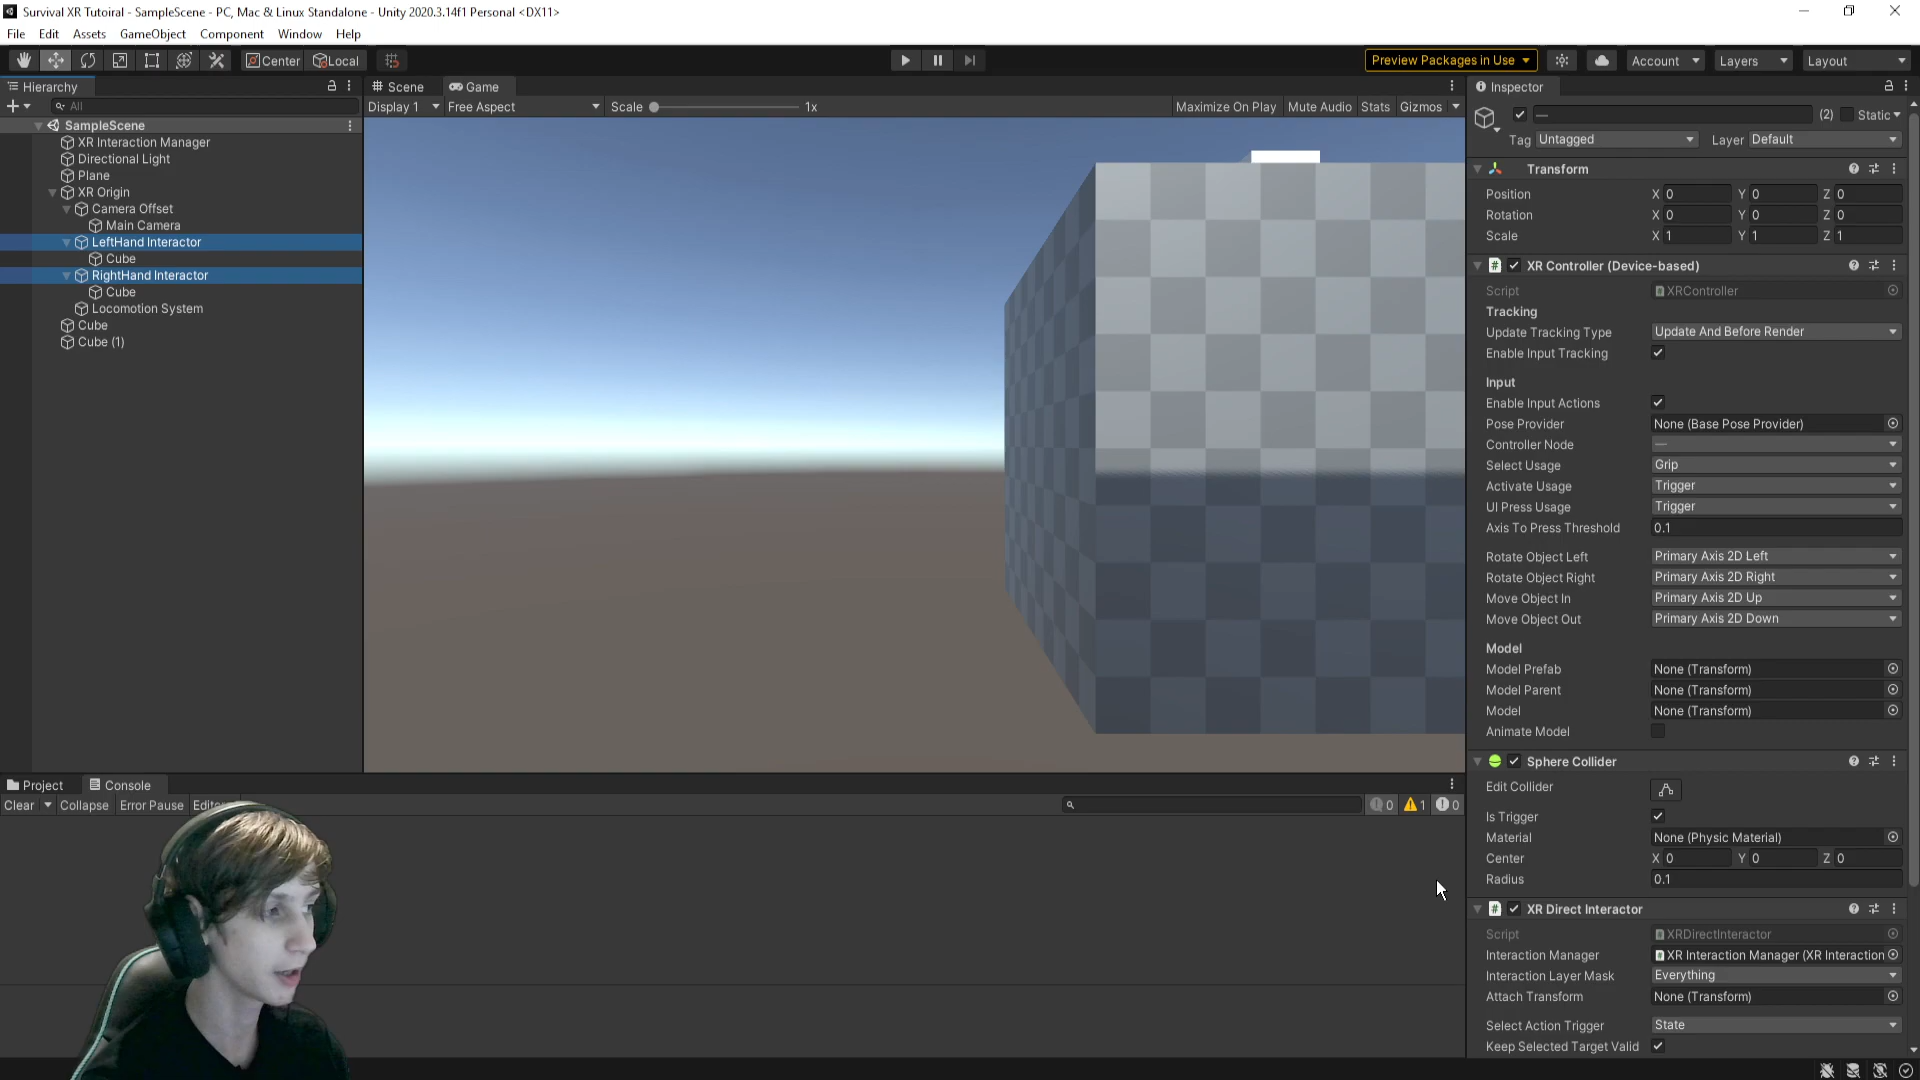 Survival XR Tutoiral - SampleScene - PC, Mac & Linux Standalone - Unity 2020.3.14f1 Personal <DX11>
File Edit Assets GameObject Component Window Help
Center Local Preview Packages in Use Account Layers Layout
Hierarchy
All
SampleScene
XR Interaction Manager
Directional Light
Plane
XR Origin
Camera Offset
Main Camera
LeftHand Interactor
Cube
RightHand Interactor
Cube
Locomotion System
Cube
Cube (1)
Scene Game
Display 1 Free Aspect Scale 1x Maximize On Play Mute Audio Stats Gizmos
Project Console
Clear Collapse Error Pause
0 1 0
Inspector
— (2) Static
Tag Untagged Layer Default
Transform
Position X 0 Y 0 Z 0
Rotation X 0 Y 0 Z 0
Scale X 1 Y 1 Z 1
XR Controller (Device-based)
Script XRController
Tracking
Update Tracking Type Update And Before Render
Enable Input Tracking
Input
Enable Input Actions
Pose Provider None (Base Pose Provider)
Controller Node —
Select Usage Grip
Activate Usage Trigger
UI Press Usage Trigger
Axis To Press Threshold 0.1
Rotate Object Left Primary Axis 2D Left
Rotate Object Right Primary Axis 2D Right
Move Object In Primary Axis 2D Up
Move Object Out Primary Axis 2D Down
Model
Model Prefab None (Transform)
Model Parent None (Transform)
Model None (Transform)
Animate Model
Sphere Collider
Edit Collider
Is Trigger
Material None (Physic Material)
Center X 0 Y 0 Z 0
Radius 0.1
XR Direct Interactor
Script XRDirectInteractor
Interaction Manager XR Interaction Manager (XR Interaction
Interaction Layer Mask Everything
Attach Transform None (Transform)
Select Action Trigger State
Keep Selected Target Valid